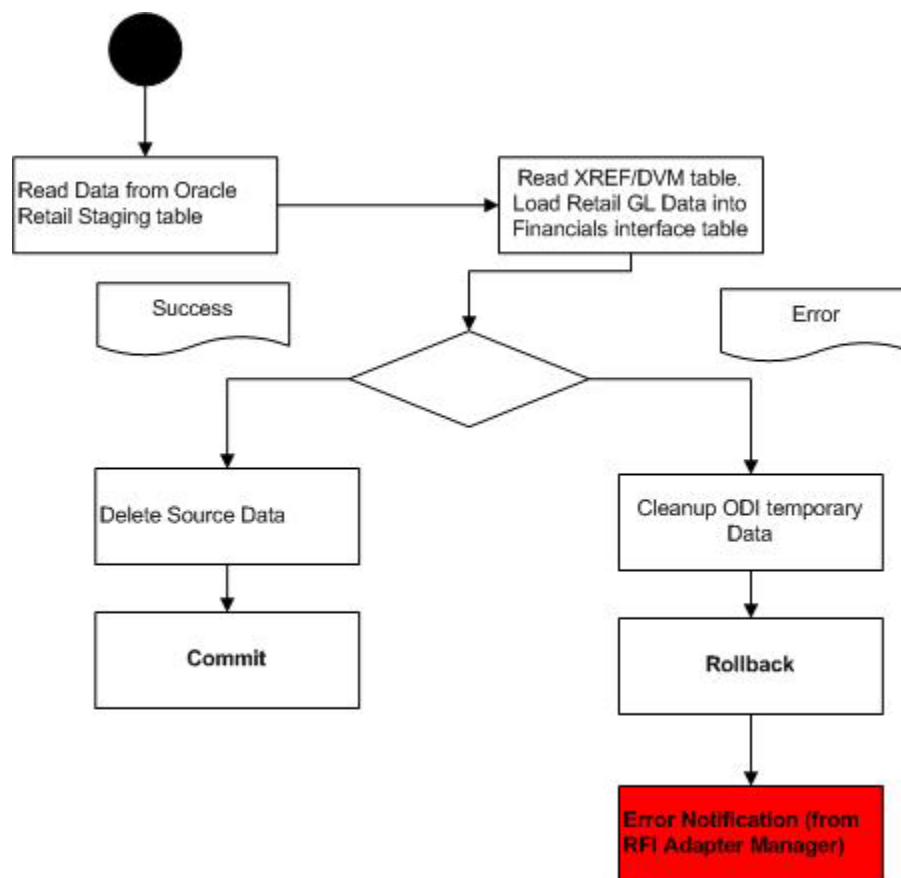 Read Data from Oracle
Retail Staging table
Read XREF/DVM table.
Load Retail GL Data into
Financials interface table
Success
Error
Delete Source Data
Cleanup ODI temporary
Data
Commit
Rollback
Error Notification (from
RFI Adapter Manager)